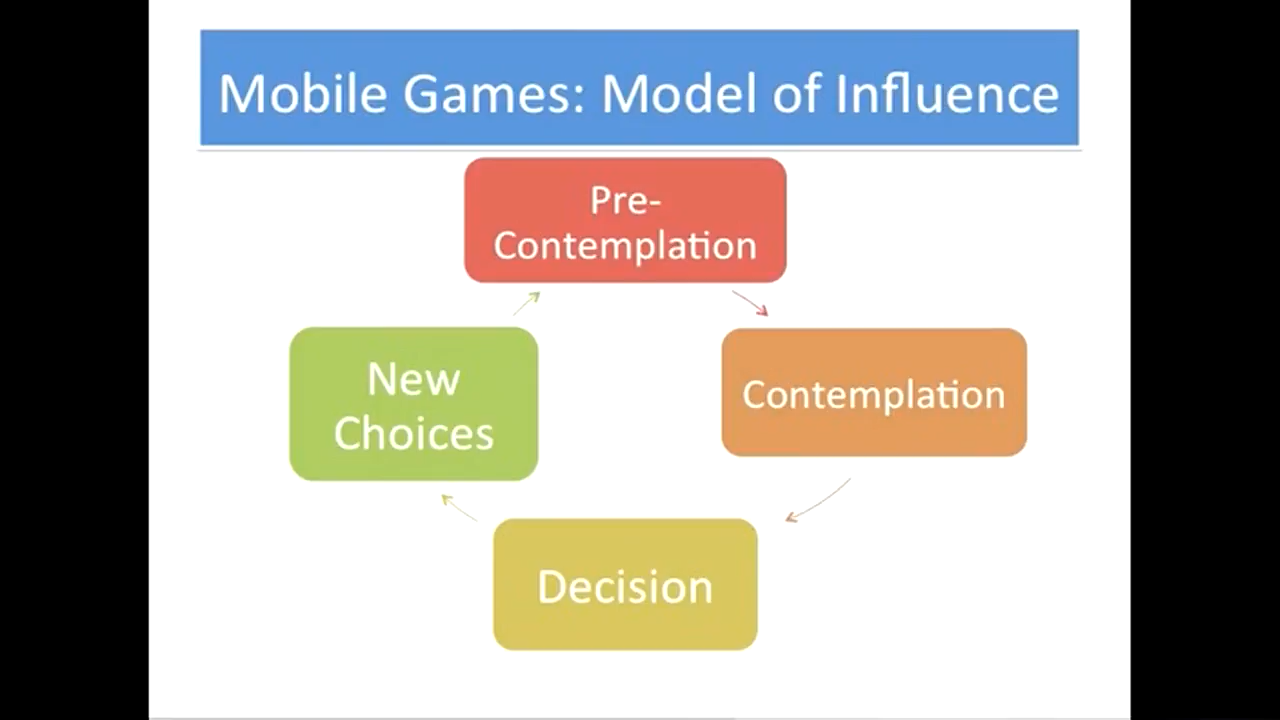 Mobile Games: Model of Influence
Pre-
Contemplation
Contemplation
Decision
New
Choices